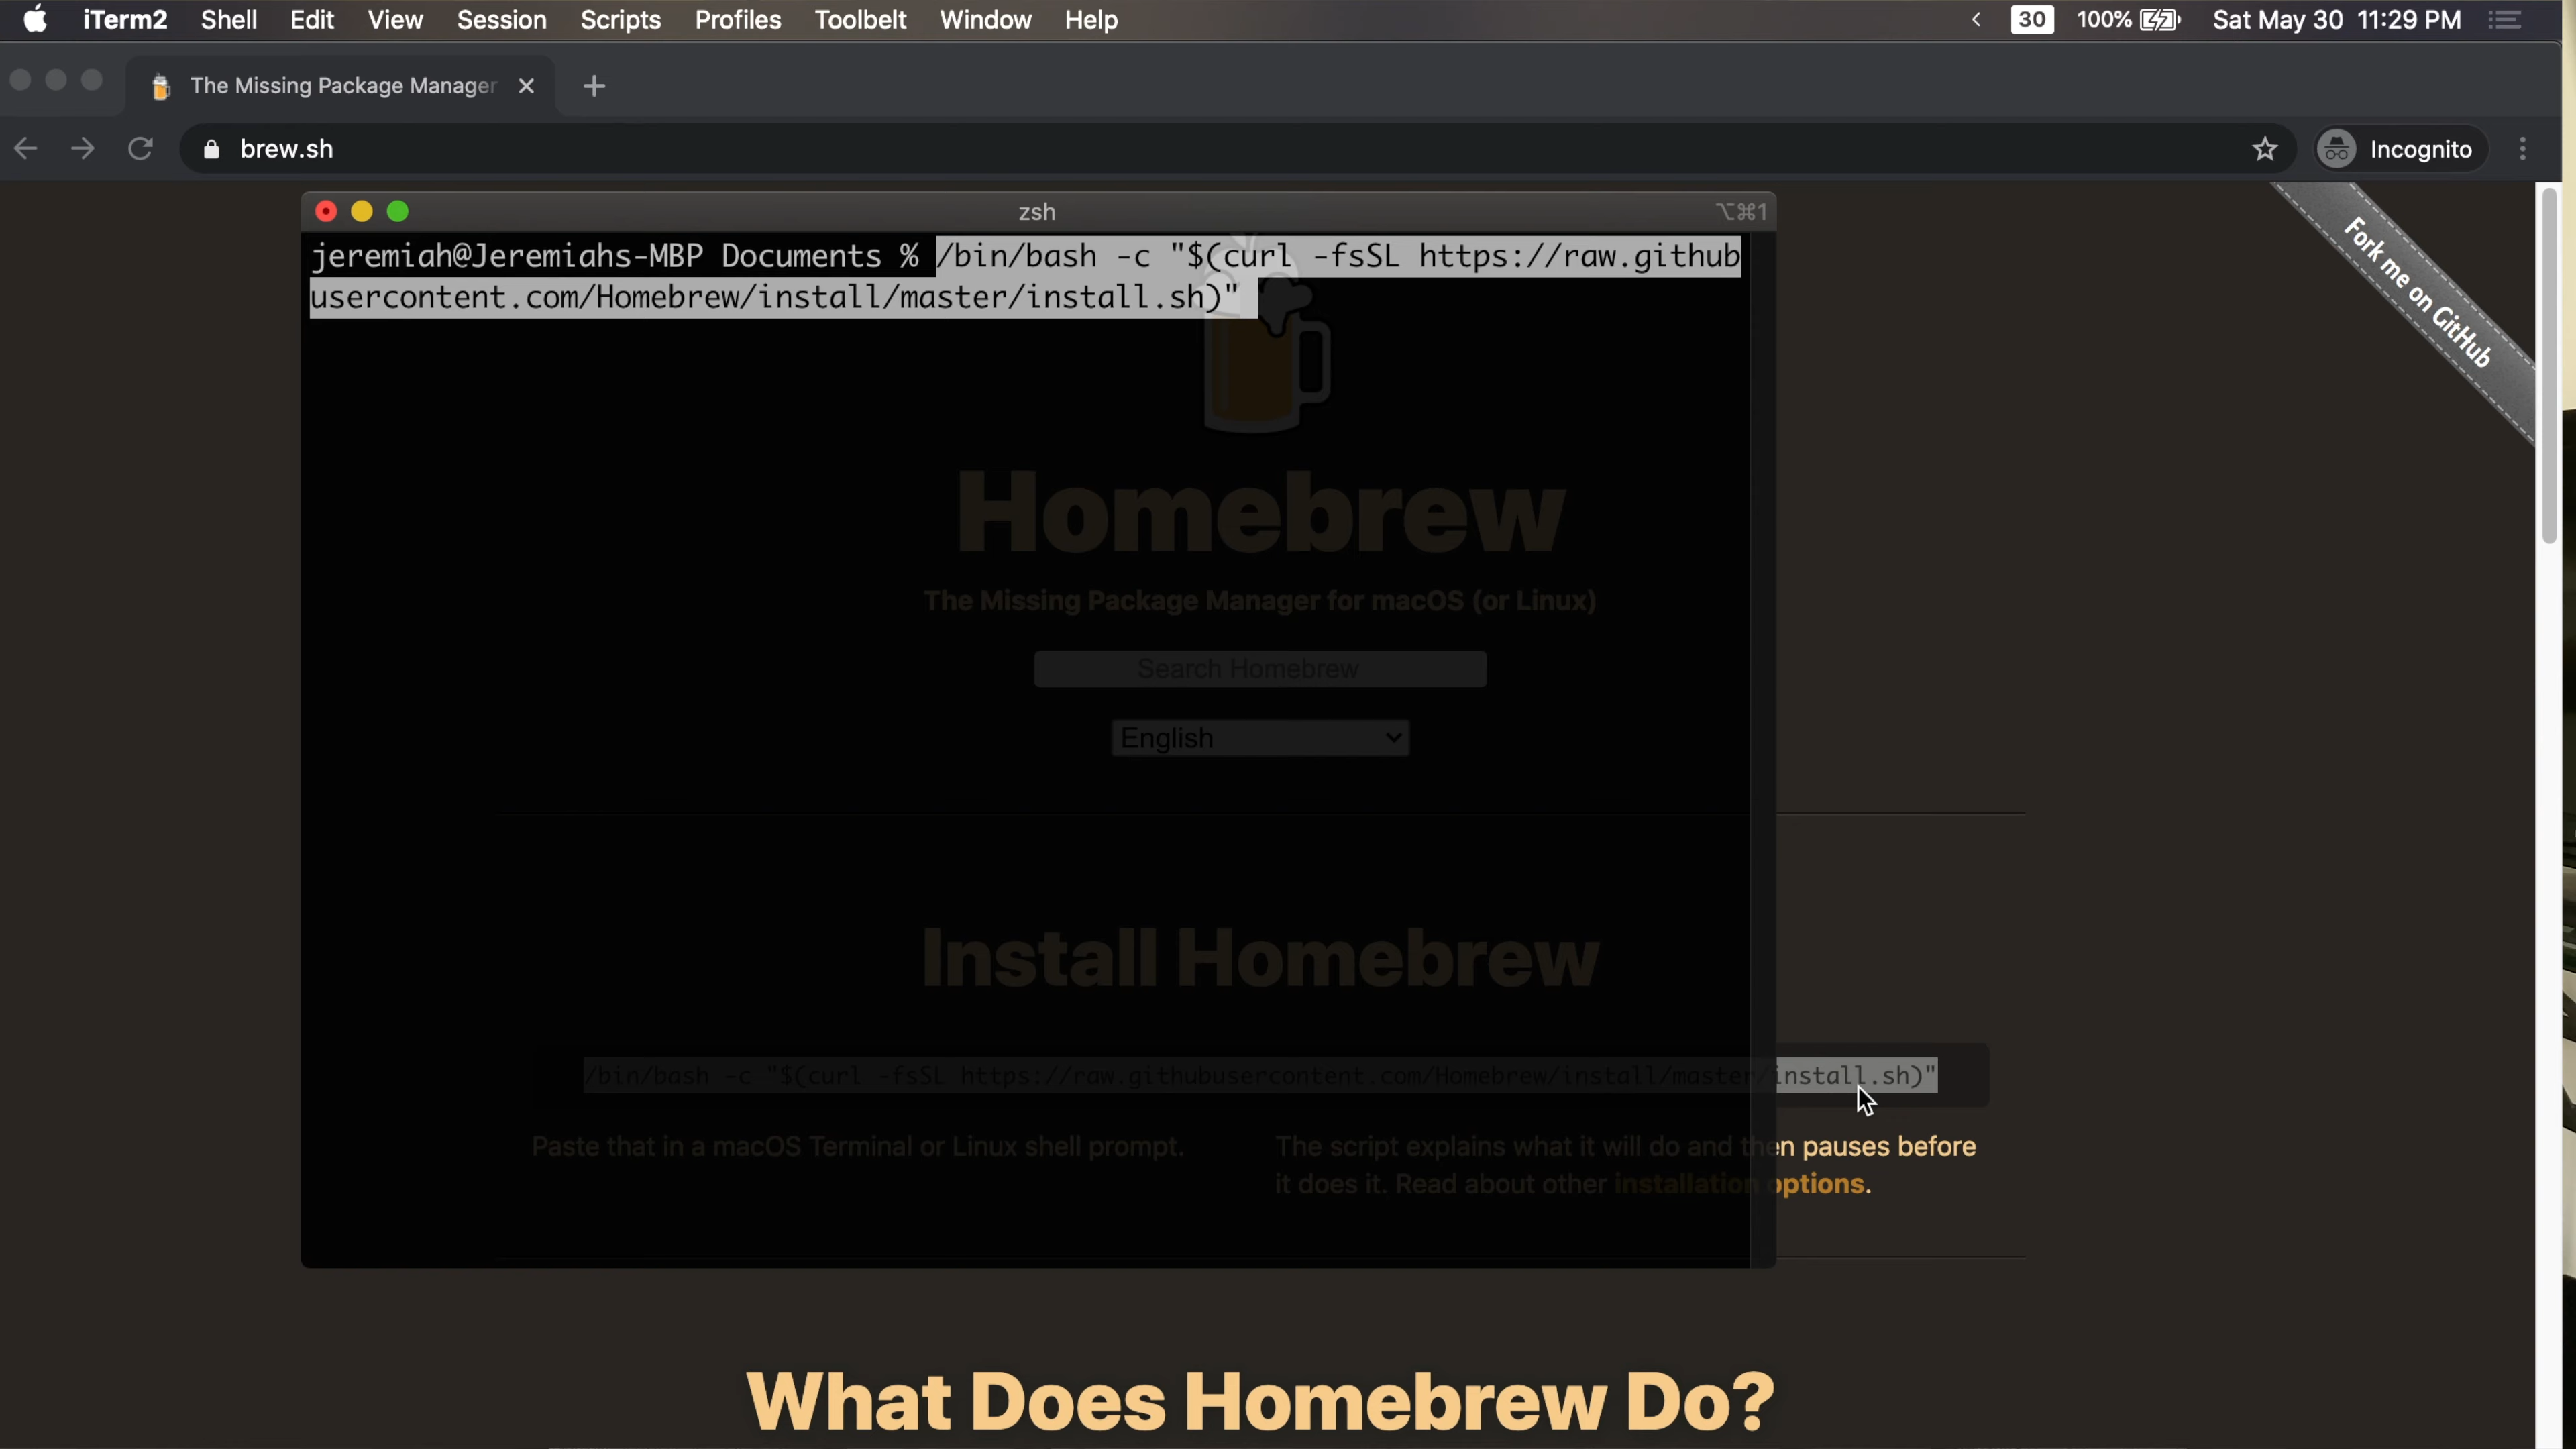 iTerm2 Shell Edit View Session Scripts Profiles Toolbelt Window Help 30 100% Sat May 30 11:29 PM
The Missing Package Manager
brew.sh Incognito
zsh ⌥⌘1
jeremiah@Jeremiahs-MBP Documents % /bin/bash -c "$(curl -fsSL https://raw.github
usercontent.com/Homebrew/install/master/install.sh)"
Fork me on GitHub
Homebrew
The Missing Package Manager for macOS (or Linux)
Search Homebrew
English
Install Homebrew
/bin/bash -c "$(curl -fsSL https://raw.githubusercontent.com/Homebrew/install/master/install.sh)"
Paste that in a macOS Terminal or Linux shell prompt.
The script explains what it will do and then pauses before
it does it. Read about other installation options.
What Does Homebrew Do?